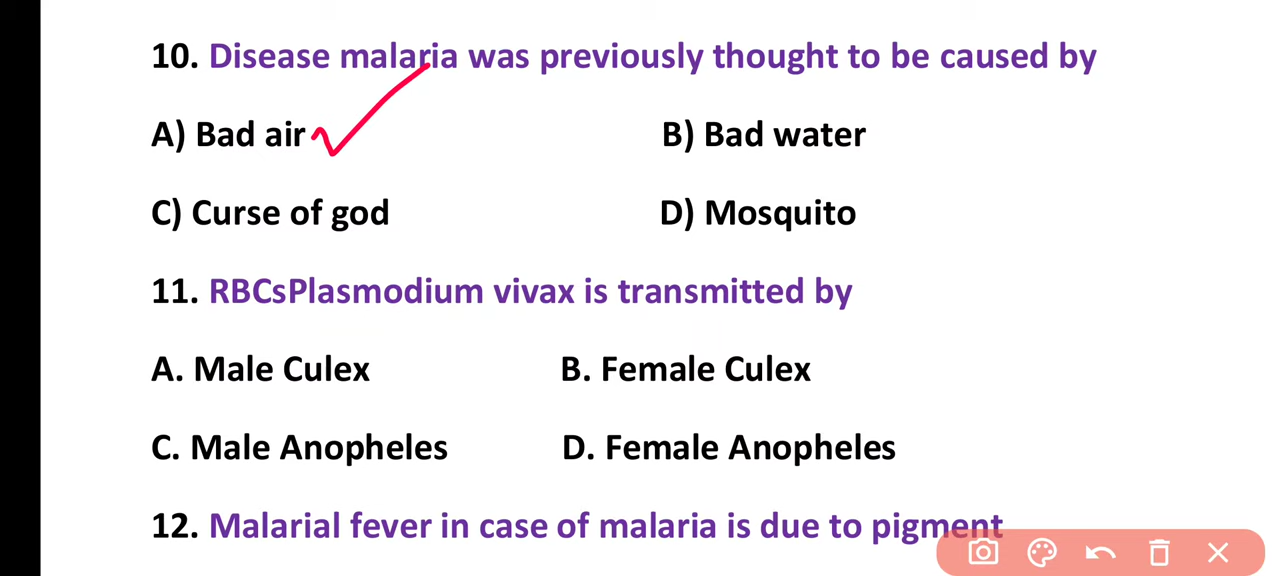 10. Disease malaria was previously thought to be caused by
A) Bad air B) Bad water
C) Curse of god D) Mosquito
11. RBCsPlasmodium vivax is transmitted by
A. Male Culex B. Female Culex
C. Male Anopheles D. Female Anopheles
12. Malarial fever in case of malaria is due to pigment